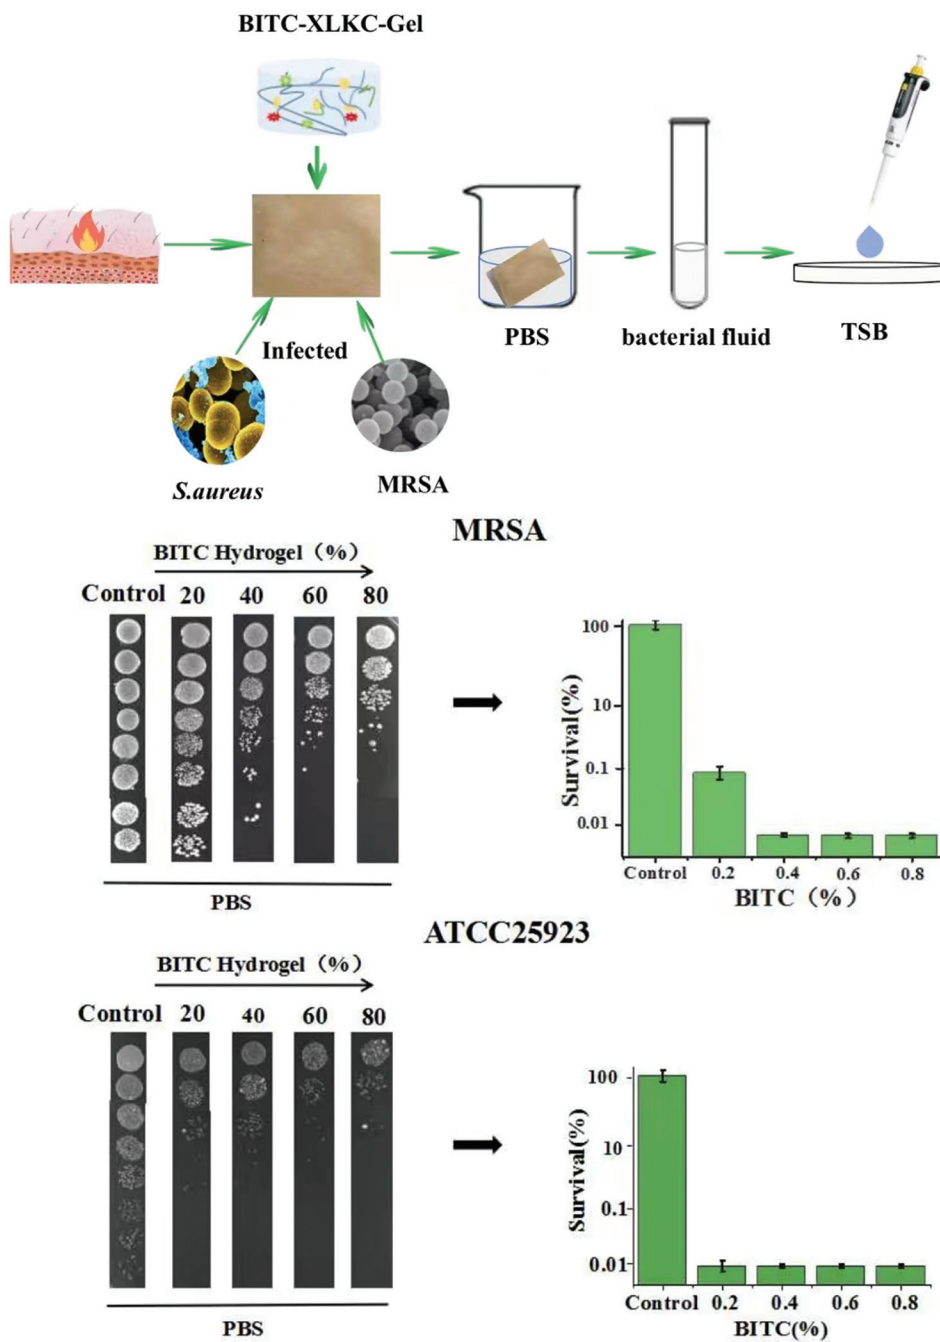 BITC-XLKC-Gel
Infected
PBS
bacterial fluid
TSB
S.aureus
MRSA
MRSA
BITC Hydrogel（%）
Control 20 40 60 80
PBS
Survival(%)
100
10
0.1
0.01
Control 0.2 0.4 0.6 0.8
BITC（%）
ATCC25923
BITC Hydrogel（%）
Control 20 40 60 80
PBS
Survival(%)
100
10
0.1
0.01
Control 0.2 0.4 0.6 0.8
BITC(%)